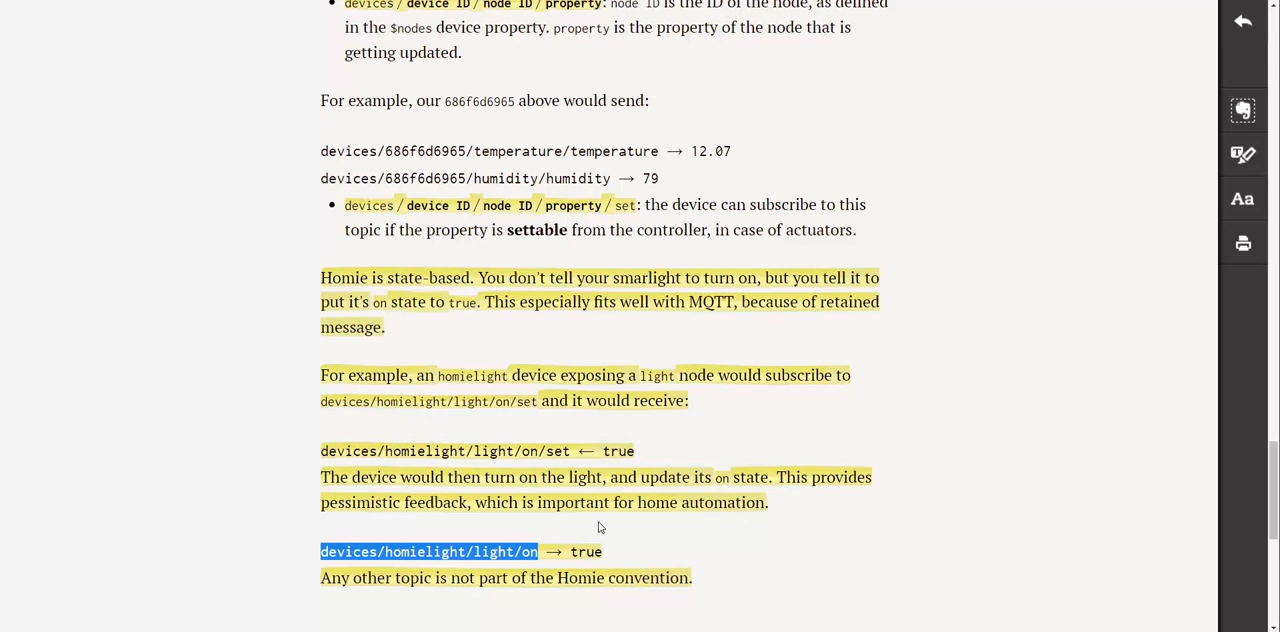 devices/device ID/node ID/property: node ID is the ID of the node, as defined
in the $nodes device property. property is the property of the node that is
getting updated.
For example, our 686f6d6965 above would send:
devices/686f6d6965/temperature/temperature → 12.07
devices/686f6d6965/humidity/humidity → 79
devices/device ID/node ID/property/set: the device can subscribe to this
topic if the property is settable from the controller, in case of actuators.
Homie is state-based. You don't tell your smarlight to turn on, but you tell it to
put it's on state to true. This especially fits well with MQTT, because of retained
message.
For example, an homielight device exposing a light node would subscribe to
devices/homielight/light/on/set and it would receive:
devices/homielight/light/on/set ← true
The device would then turn on the light, and update its on state. This provides
pessimistic feedback, which is important for home automation.
devices/homielight/light/on → true
Any other topic is not part of the Homie convention.
T
Aa